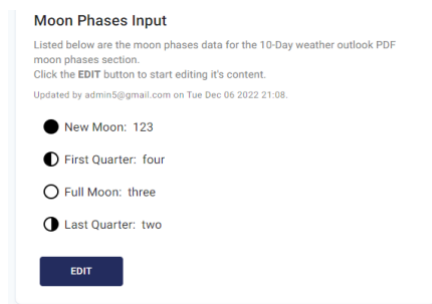 Moon Phases Input
Listed below are the moon phases data for the 10-Day weather outlook PDF
moon phases section.
Click the EDIT button to start editing it's content.
Updated by admin5@gmail.com on Tue Dec 06 2022 21:08.
New Moon: 123
First Quarter: four
Full Moon: three
Last Quarter: two
EDIT